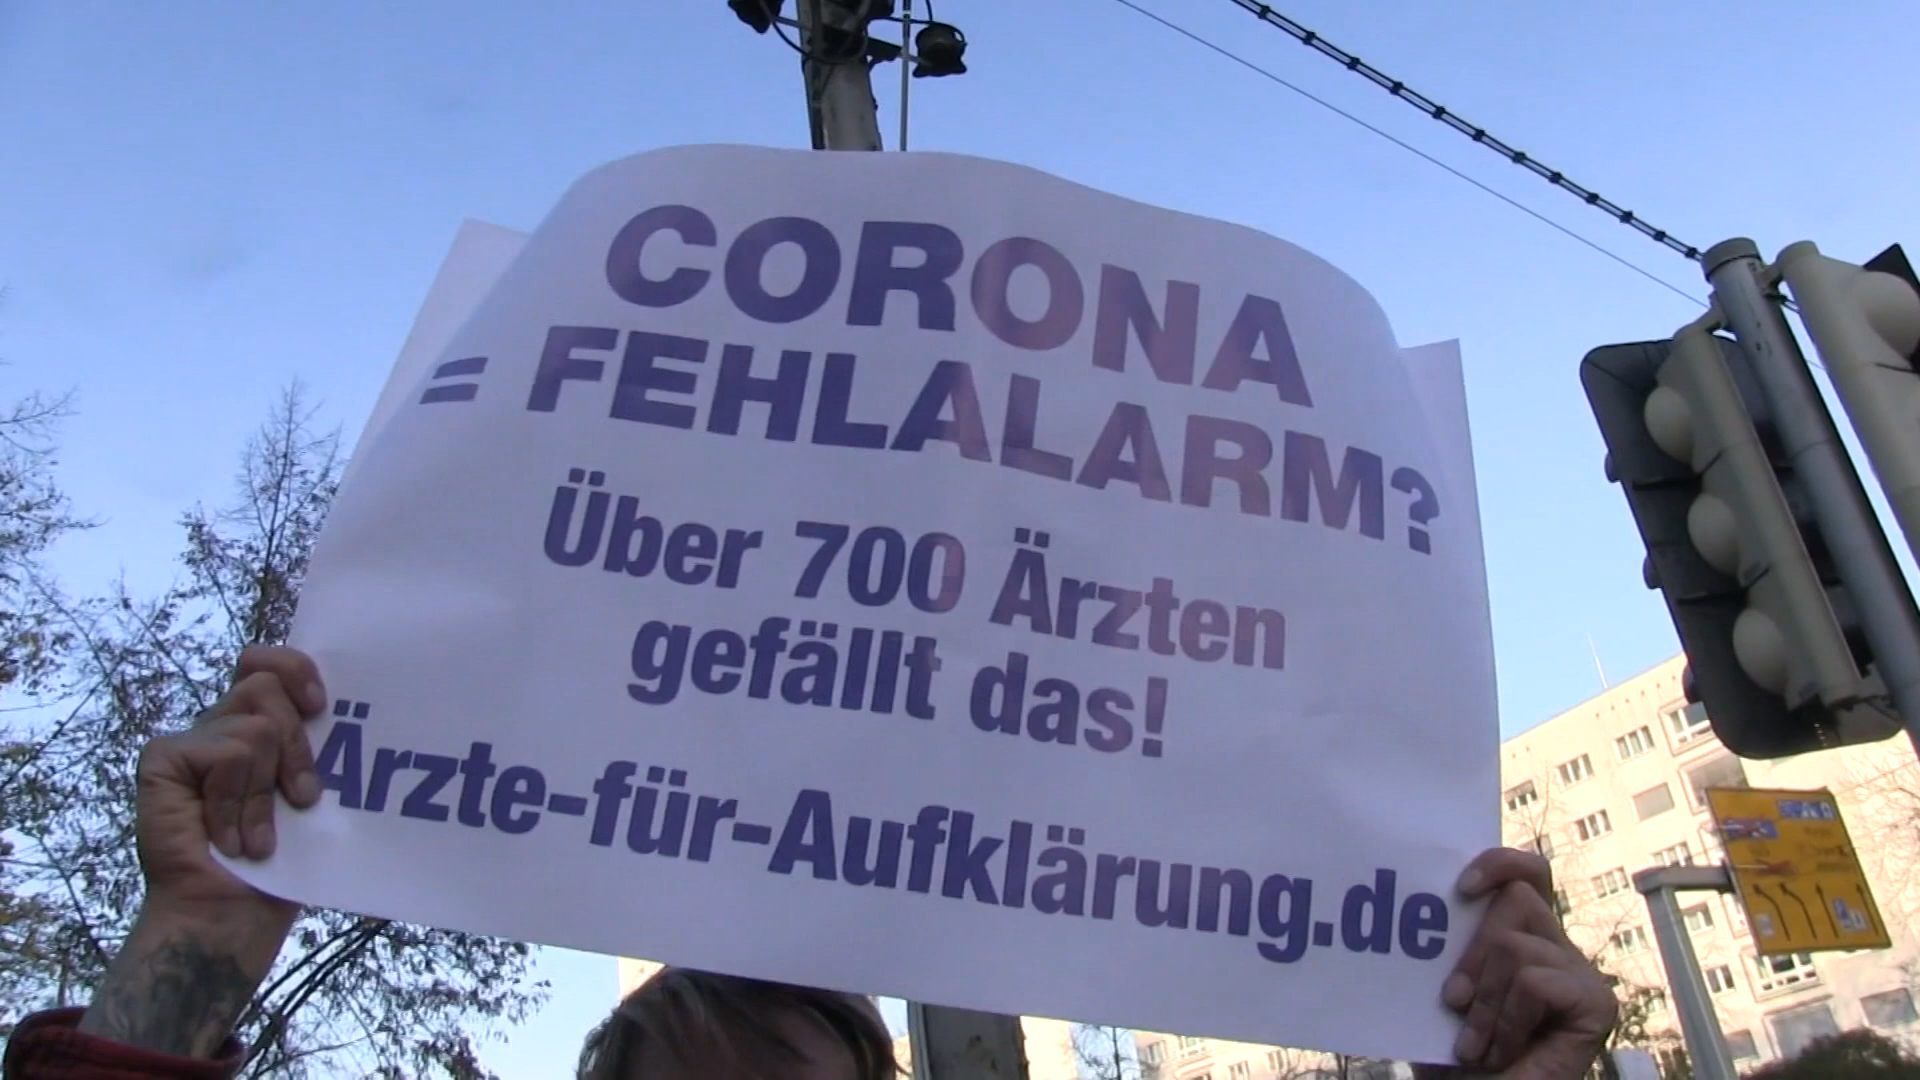 CORONA
= FEHLALARM?
Über 700 Ärzten
gefällt das!
Ärzte-für-Aufklärung.de